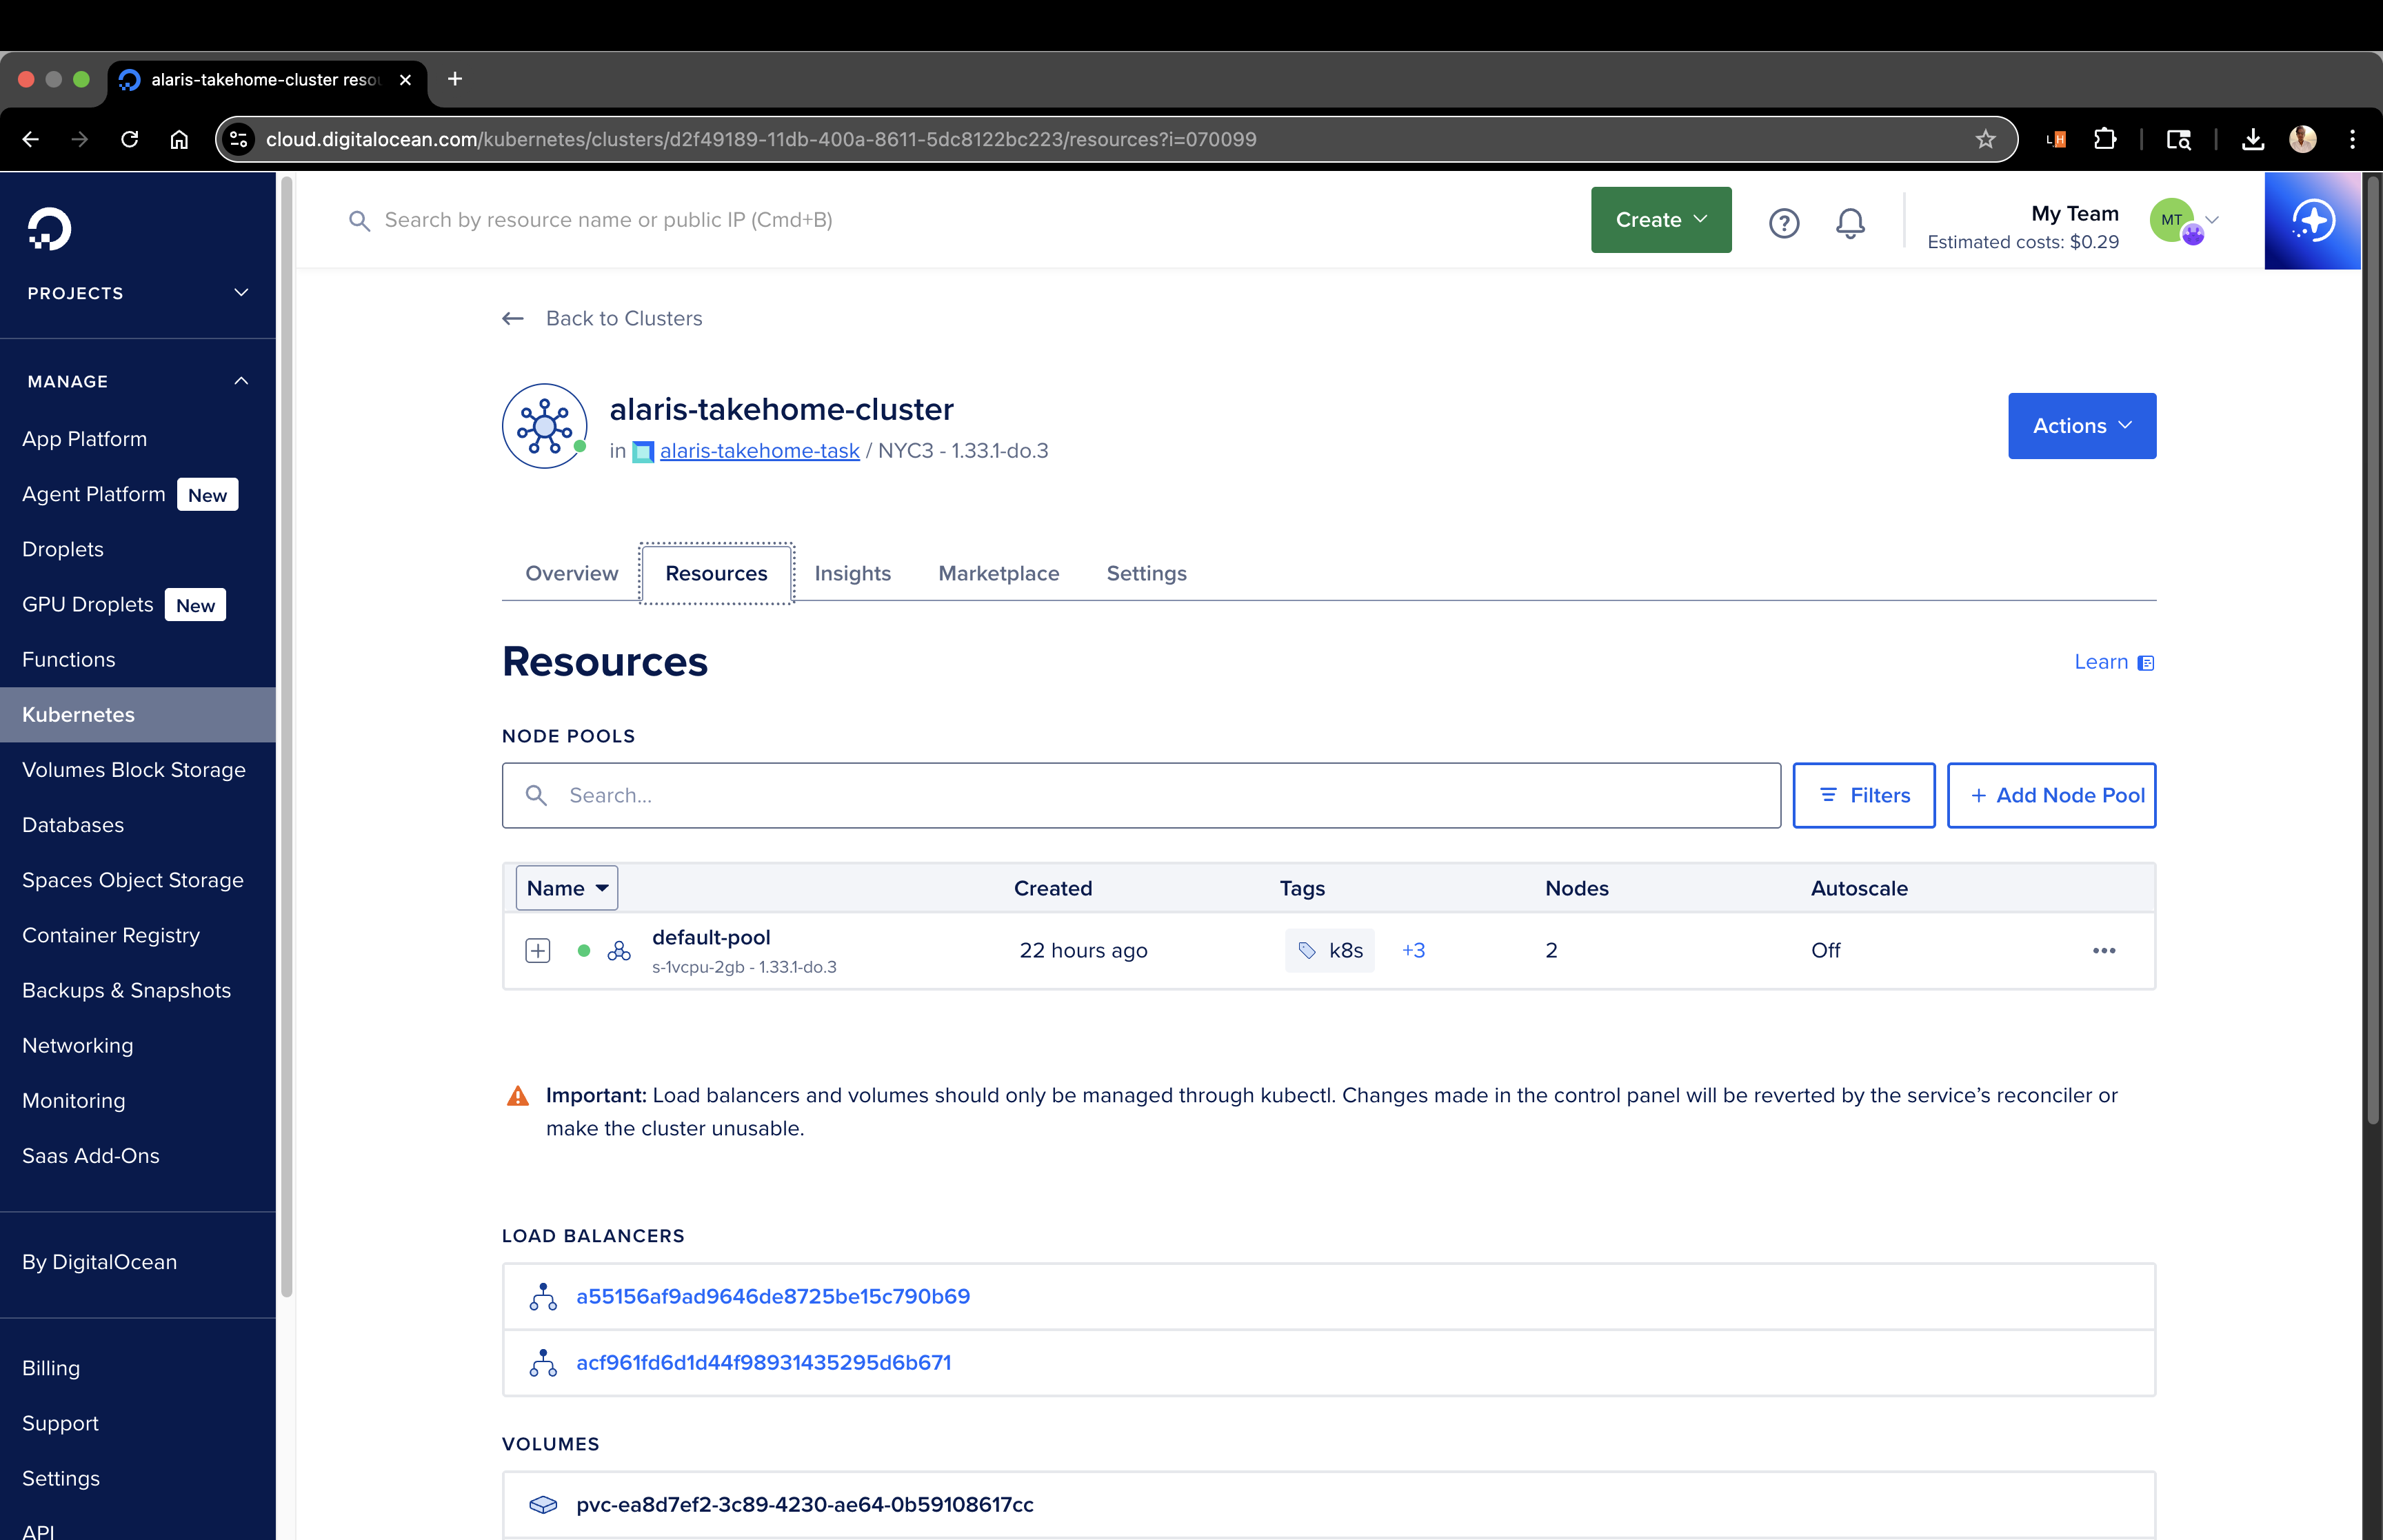 alaris-takehome-cluster resou
cloud.digitalocean.com/kubernetes/clusters/d2f49189-11db-400a-8611-5dc8122bc223/resources?i=070099
PROJECTS
MANAGE
App Platform
Agent Platform New
Droplets
GPU Droplets New
Functions
Kubernetes
Volumes Block Storage
Databases
Spaces Object Storage
Container Registry
Backups & Snapshots
Networking
Monitoring
Saas Add-Ons
By DigitalOcean
Billing
Support
Settings
API
Search by resource name or public IP (Cmd+B)
Create
My Team
Estimated costs: $0.29
MT
Back to Clusters
alaris-takehome-cluster
in alaris-takehome-task / NYC3 - 1.33.1-do.3
Actions
Overview Resources Insights Marketplace Settings
Resources
Learn
NODE POOLS
Search...
Filters
+ Add Node Pool
Name Created Tags Nodes Autoscale
default-pool 22 hours ago k8s +3 2 Off
s-1vcpu-2gb - 1.33.1-do.3
Important: Load balancers and volumes should only be managed through kubectl. Changes made in the control panel will be reverted by the service’s reconciler or
make the cluster unusable.
LOAD BALANCERS
a55156af9ad9646de8725be15c790b69
acf961fd6d1d44f98931435295d6b671
VOLUMES
pvc-ea8d7ef2-3c89-4230-ae64-0b59108617cc